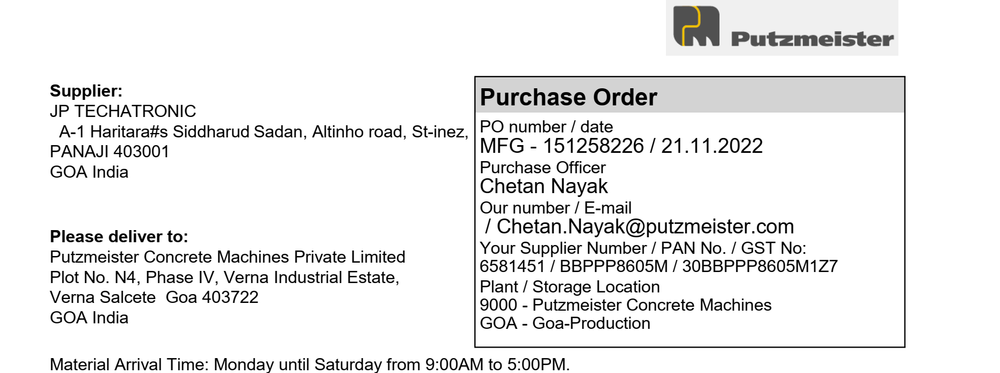 Putzmeister
Supplier:
JP TECHATRONIC
A-1 Haritara#s Siddharud Sadan, Altinho road, St-inez,
PANAJI 403001
GOA India
Please deliver to:
Putzmeister Concrete Machines Private Limited
Plot No. N4, Phase IV, Verna Industrial Estate,
Verna Salcete  Goa 403722
GOA India
Purchase Order
PO number / date
MFG - 151258226 / 21.11.2022
Purchase Officer
Chetan Nayak
Our number / E-mail
/ Chetan.Nayak@putzmeister.com
Your Supplier Number / PAN No. / GST No:
6581451 / BBPPP8605M / 30BBPPP8605M1Z7
Plant / Storage Location
9000 - Putzmeister Concrete Machines
GOA - Goa-Production
Material Arrival Time: Monday until Saturday from 9:00AM to 5:00PM.